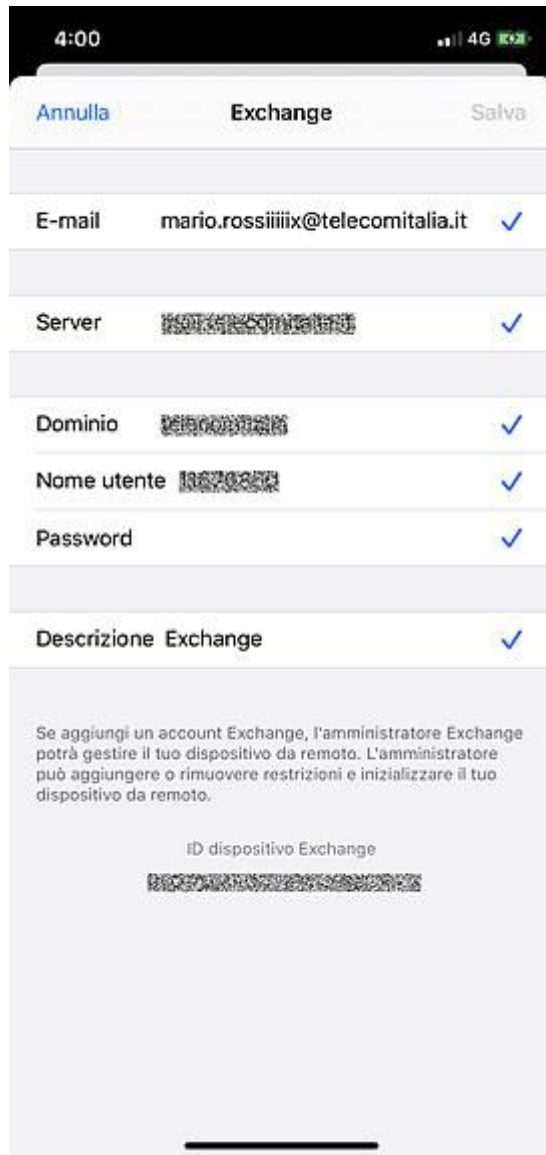 4:00 4G
Annulla Exchange Salva
E-mail mario.rossiiiiix@telecomitalia.it
Server
Dominio
Nome utente
Password
Descrizione Exchange
Se aggiungi un account Exchange, l'amministratore Exchange
potrà gestire il tuo dispositivo da remoto. L'amministratore
può aggiungere o rimuovere restrizioni e inizializzare il tuo
dispositivo da remoto.
ID dispositivo Exchange